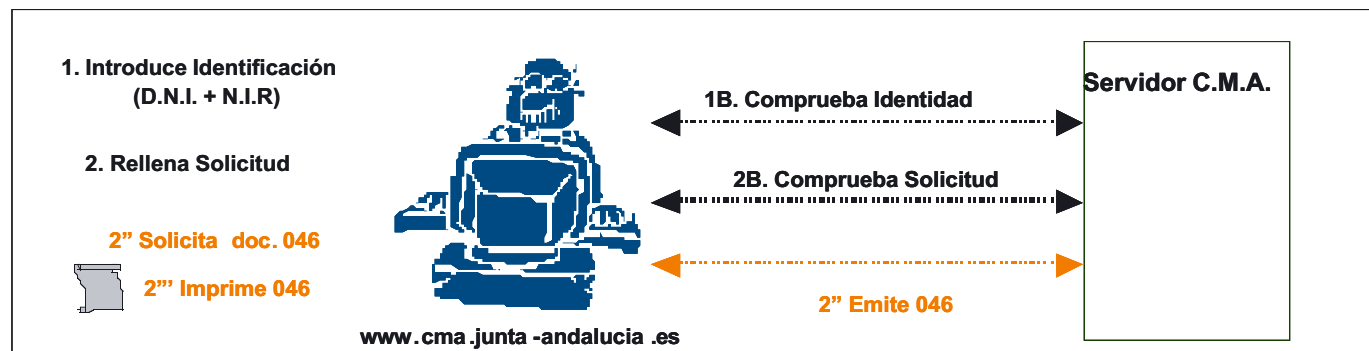 1. Introduce Identificación
(D.N.I. + N.I.R)
2. Rellena Solicitud
2” Solicita doc. 046
2”’ Imprime 046
www.cma.junta -andalucia .es
1B. Comprueba Identidad
2B. Comprueba Solicitud
2” Emite 046
Servidor C.M.A.